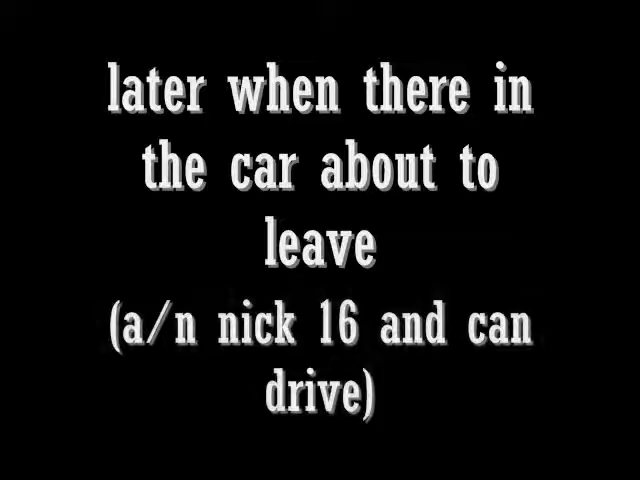 later when there in
the car about to
leave
(a/n nick 16 and can
drive)